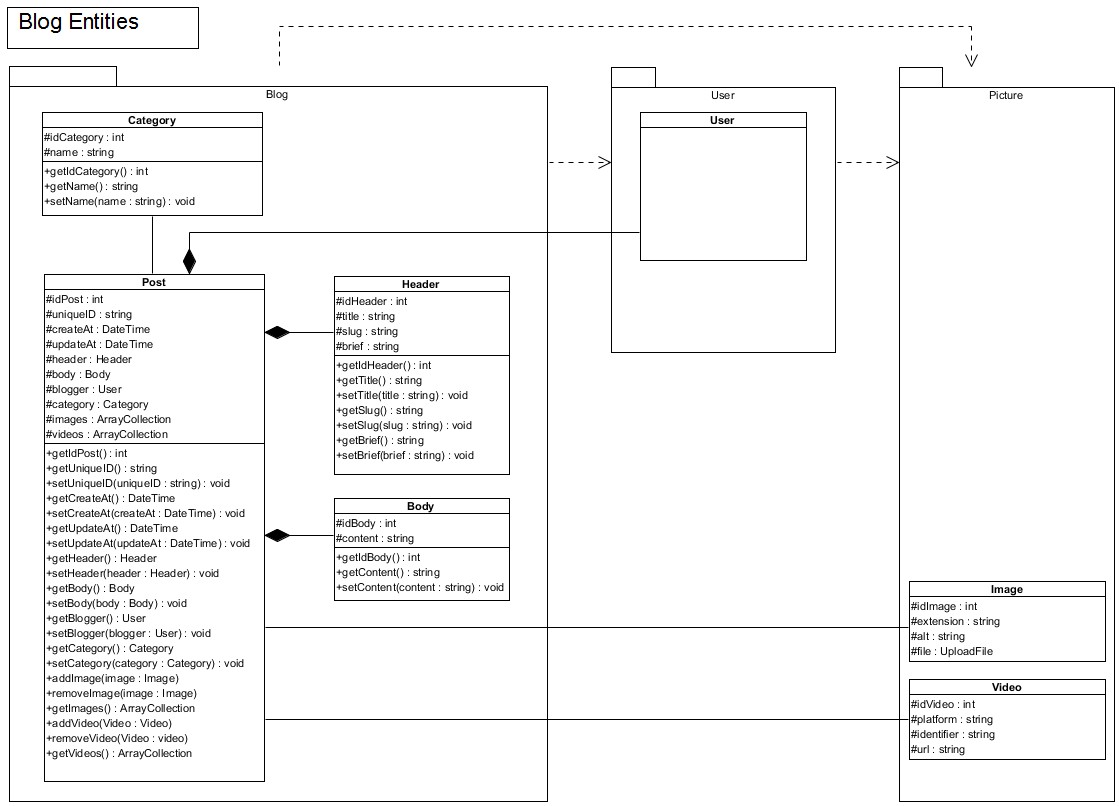 Blog Entities
Blog
Category
#idCategory : int
#name : string
+getIdCategory() : int
+getName() : string
+setName(name : string) : void
Post
#idPost : int
#uniqueID : string
#createAt : DateTime
#updateAt : DateTime
#header : Header
#body : Body
#blogger : User
#category : Category
#images : ArrayCollection
#videos : ArrayCollection
+getIdPost() : int
+getUniqueID() : string
+setUniqueID(uniqueID : string) : void
+getCreateAt() : DateTime
+setCreateAt(createAt : DateTime) : void
+getUpdateAt() : DateTime
+setUpdateAt(updateAt : DateTime) : void
+getHeader() : Header
+setHeader(header : Header) : void
+getBody() : Body
+setBody(body : Body) : void
+getBlogger() : User
+setBlogger(blogger : User) : void
+getCategory() : Category
+setCategory(category : Category) : void
+addImage(image : Image)
+removeImage(image : Image)
+getImages() : ArrayCollection
+addVideo(Video : Video)
+removeVideo(Video : video)
+getVideos() : ArrayCollection
Header
#idHeader : int
#title : string
#slug : string
#brief : string
+getIdHeader() : int
+getTitle() : string
+setTitle(title : string) : void
+getSlug() : string
+setSlug(slug : string) : void
+getBrief() : string
+setBrief(brief : string) : void
Body
#idBody : int
#content : string
+getIdBody() : int
+getContent() : string
+setContent(content : string) : void
User
User
Picture
Image
#idImage : int
#extension : string
#alt : string
#file : UploadFile
Video
#idVideo : int
#platform : string
#identifier : string
#url : string